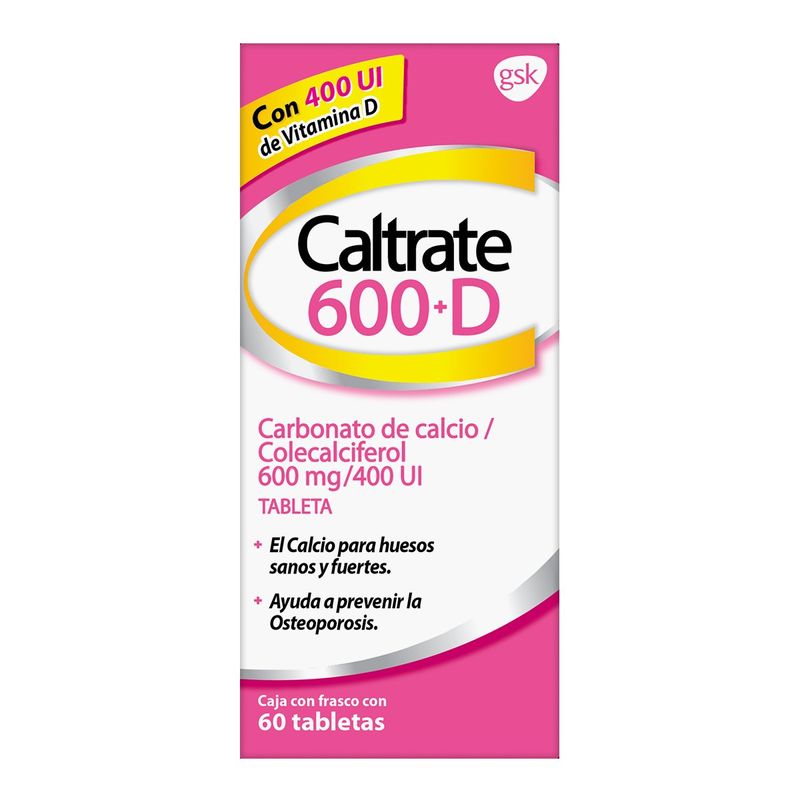 Con 400 UI
de Vitamina D
gsk
Caltrate
600+D
Carbonato de calcio /
Colecalciferol
600 mg/400 UI
TABLETA
+ El Calcio para huesos
sanos y fuertes.
+ Ayuda a prevenir la
Osteoporosis.
Caja con frasco con
60 tabletas